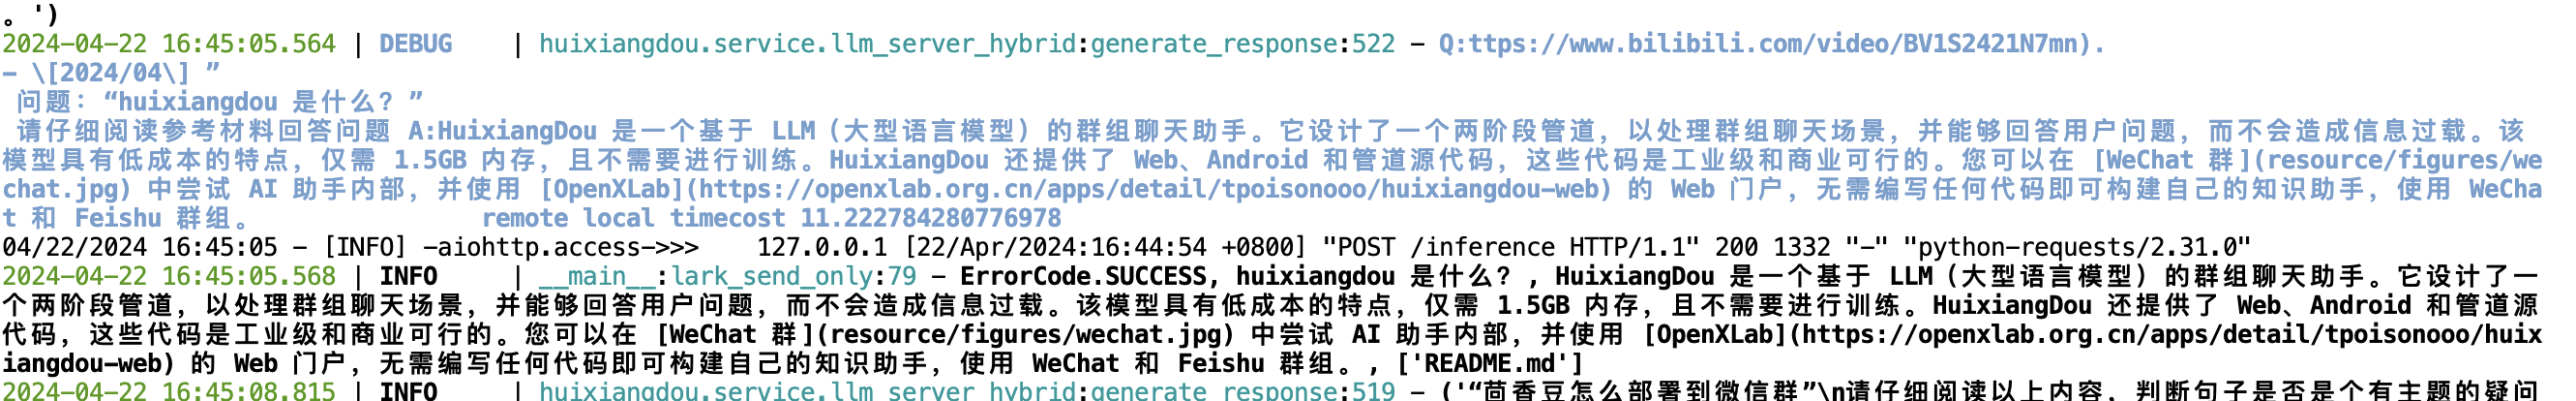 。')
2024-04-22 16:45:05.564 | DEBUG    | huixiangdou.service.llm_server_hybrid:generate_response:522 - Q:ttps://www.bilibili.com/video/BV1S2421N7mn).
- \[2024/04\] ”
 问题：“huixiangdou 是什么？”
 请仔细阅读参考材料回答问题 A:HuixiangDou 是一个基于 LLM（大型语言模型）的群组聊天助手。它设计了一个两阶段管道，以处理群组聊天场景，并能够回答用户问题，而不会造成信息过载。该
模型具有低成本的特点，仅需 1.5GB 内存，且不需要进行训练。HuixiangDou 还提供了 Web、Android 和管道源代码，这些代码是工业级和商业可行的。您可以在 [WeChat 群](resource/figures/we
chat.jpg) 中尝试 AI 助手内部，并使用 [OpenXLab](https://openxlab.org.cn/apps/detail/tpoisonooo/huixiangdou-web) 的 Web 门户，无需编写任何代码即可构建自己的知识助手，使用 WeCha
t 和 Feishu 群组。                remote local timecost 11.222784280776978
04/22/2024 16:45:05 - [INFO] -aiohttp.access->>>    127.0.0.1 [22/Apr/2024:16:44:54 +0800] "POST /inference HTTP/1.1" 200 1332 "-" "python-requests/2.31.0"
2024-04-22 16:45:05.568 | INFO     | __main__:lark_send_only:79 - ErrorCode.SUCCESS, huixiangdou 是什么？, HuixiangDou 是一个基于 LLM（大型语言模型）的群组聊天助手。它设计了一
个两阶段管道，以处理群组聊天场景，并能够回答用户问题，而不会造成信息过载。该模型具有低成本的特点，仅需 1.5GB 内存，且不需要进行训练。HuixiangDou 还提供了 Web、Android 和管道源
代码，这些代码是工业级和商业可行的。您可以在 [WeChat 群](resource/figures/wechat.jpg) 中尝试 AI 助手内部，并使用 [OpenXLab](https://openxlab.org.cn/apps/detail/tpoisonooo/huix
iangdou-web) 的 Web 门户，无需编写任何代码即可构建自己的知识助手，使用 WeChat 和 Feishu 群组。, ['README.md']
2024-04-22 16:45:08.815 | INFO     | huixiangdou.service.llm_server_hybrid:generate_response:519 - ('“茴香豆怎么部署到微信群”\n请仔细阅读以上内容，判断句子是否是个有主题的疑问